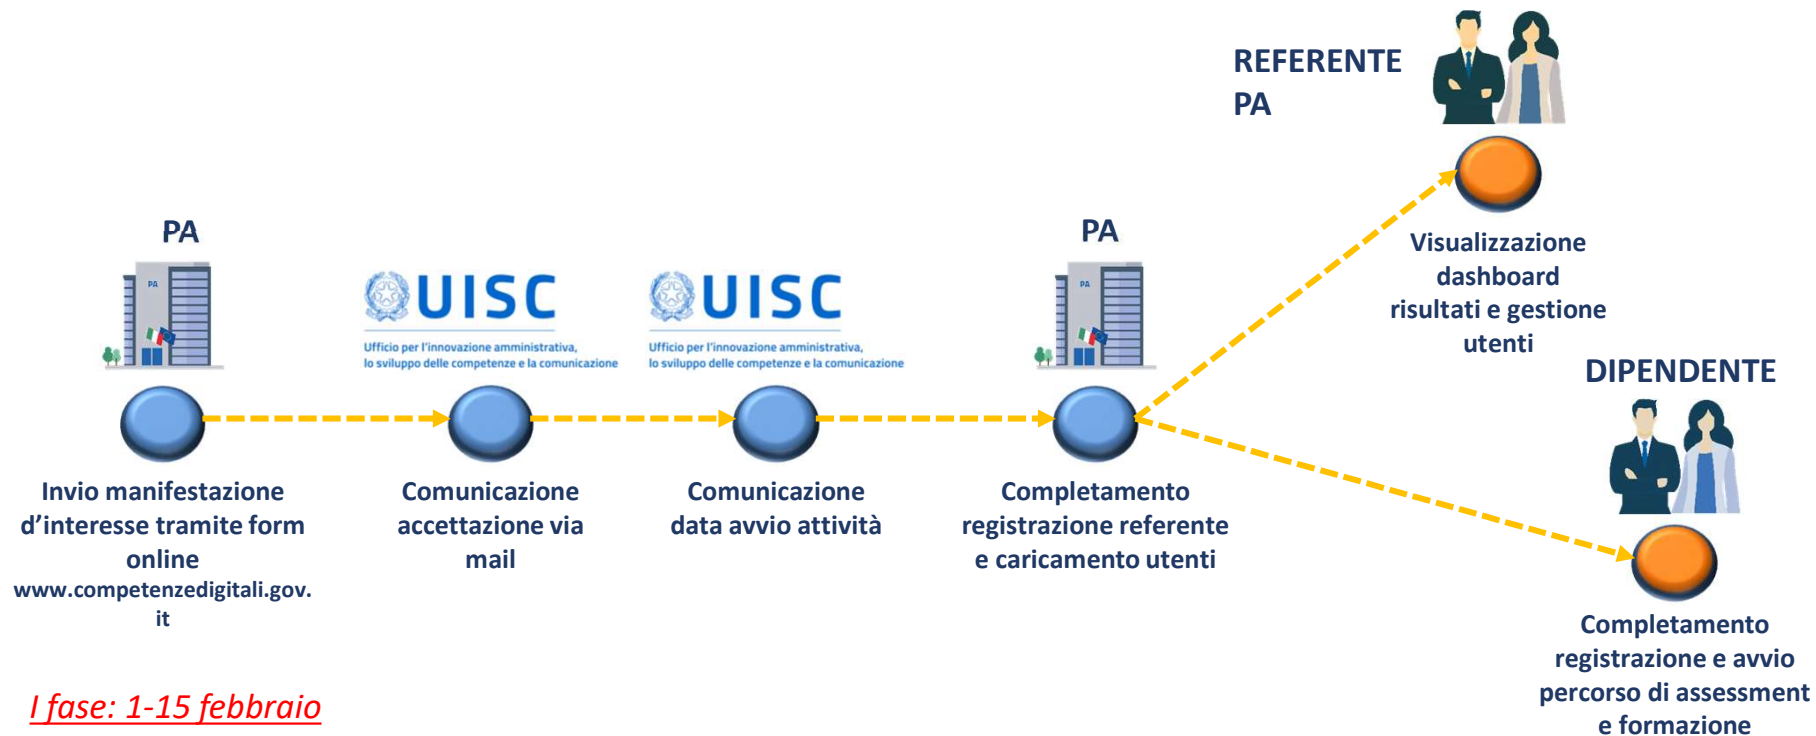 REFERENTE
PA
PA
PA
UISC
Ufficio per l'innovazione amministrativa,
lo sviluppo delle competenze e la comunicazione
UISC
Ufficio per l'innovazione amministrativa,
lo sviluppo delle competenze e la comunicazione
PA
PA
Visualizzazione
dashboard
risultati e gestione
utenti
DIPENDENTE
Invio manifestazione
d’interesse tramite form
online
www.competenzedigitali.gov.
it
Comunicazione
accettazione via
mail
Comunicazione
data avvio attività
Completamento
registrazione referente
e caricamento utenti
Completamento
registrazione e avvio
percorso di assessment
e formazione
I fase: 1-15 febbraio